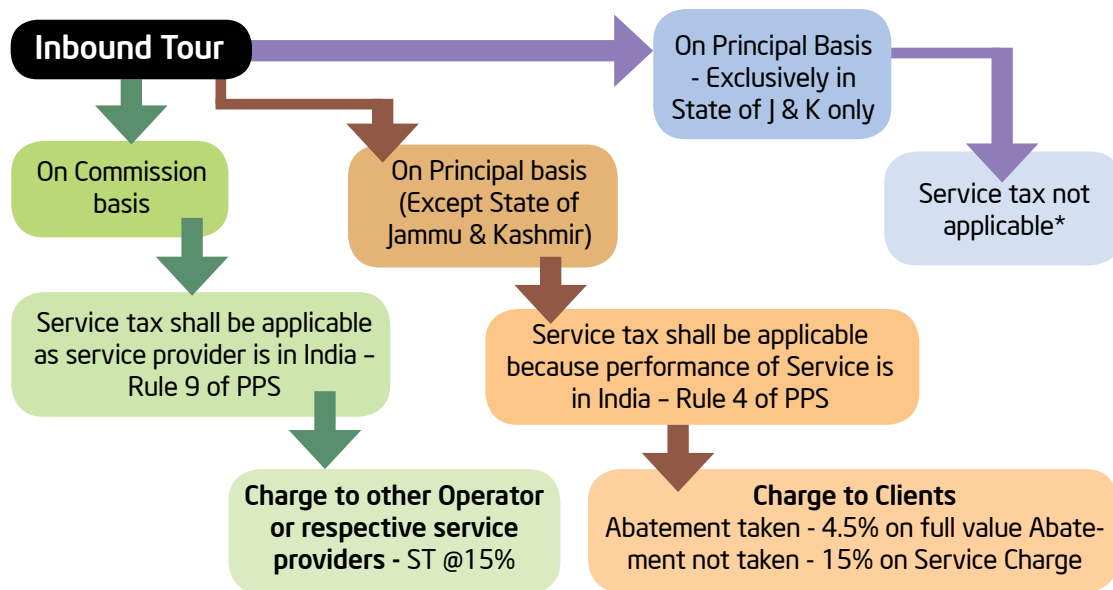 Inbound Tour
On Principal Basis
- Exclusively in
State of J & K only
On Commission
basis
On Principal basis
(Except State of
Jammu & Kashmir)
Service tax not
applicable*
Service tax shall be applicable
as service provider is in India –
Rule 9 of PPS
Service tax shall be applicable
because performance of Service is
in India – Rule 4 of PPS
Charge to other Operator
or respective service
providers - ST @15%
Charge to Clients
Abatement taken - 4.5% on full value Abate-
ment not taken - 15% on Service Charge